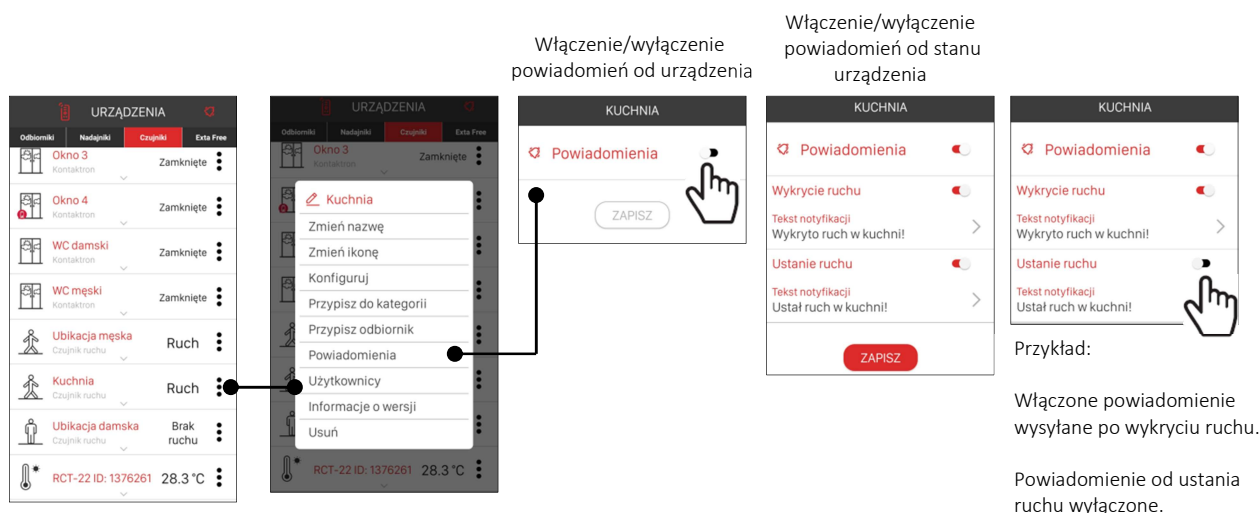 Włączenie/wyłączenie
powiadomień od urządzenia
Włączenie/wyłączenie
powiadomień od stanu
urządzenia
URZĄDZENIA
Odbiorniki
Nadajniki
Czujniki
Exta Free
Okno 3
Kontaktron
Zamknięte
Okno 4
Kontaktron
Zamknięte
WC damski
Kontaktron
Zamknięte
WC męski
Kontaktron
Zamknięte
Ubikacja męska
Czujnik ruchu
Ruch
Kuchnia
Czujnik ruchu
Ruch
Ubikacja damska
Czujnik ruchu
Brak
ruchu
RCT-22 ID: 1376261
28.3 °C
URZĄDZENIA
Odbiorniki
Nadajniki
Czujniki
Exta Free
Okno 3
Kontaktron
Zamknięte
Kuchnia
Zmień nazwę
Zmień ikonę
Konfiguruj
Przypisz do kategorii
Przypisz odbiornik
Powiadomienia
Użytkownicy
Informacje o wersji
Usuń
RCT-22 ID: 1376261
28.3 °C
KUCHNIA
Powiadomienia
ZAPISZ
KUCHNIA
Powiadomienia
Wykrycie ruchu
Tekst notyfikacji
Wykryto ruch w kuchni!
Ustanie ruchu
Tekst notyfikacji
Ustał ruch w kuchni!
ZAPISZ
KUCHNIA
Powiadomienia
Wykrycie ruchu
Tekst notyfikacji
Wykryto ruch w kuchni!
Ustanie ruchu
Tekst notyfikacji
Ustał ruch w kuchni!
Przykład:
Włączone powiadomienie
wysyłane po wykryciu ruchu.
Powiadomienie od ustania
ruchu wyłączone.